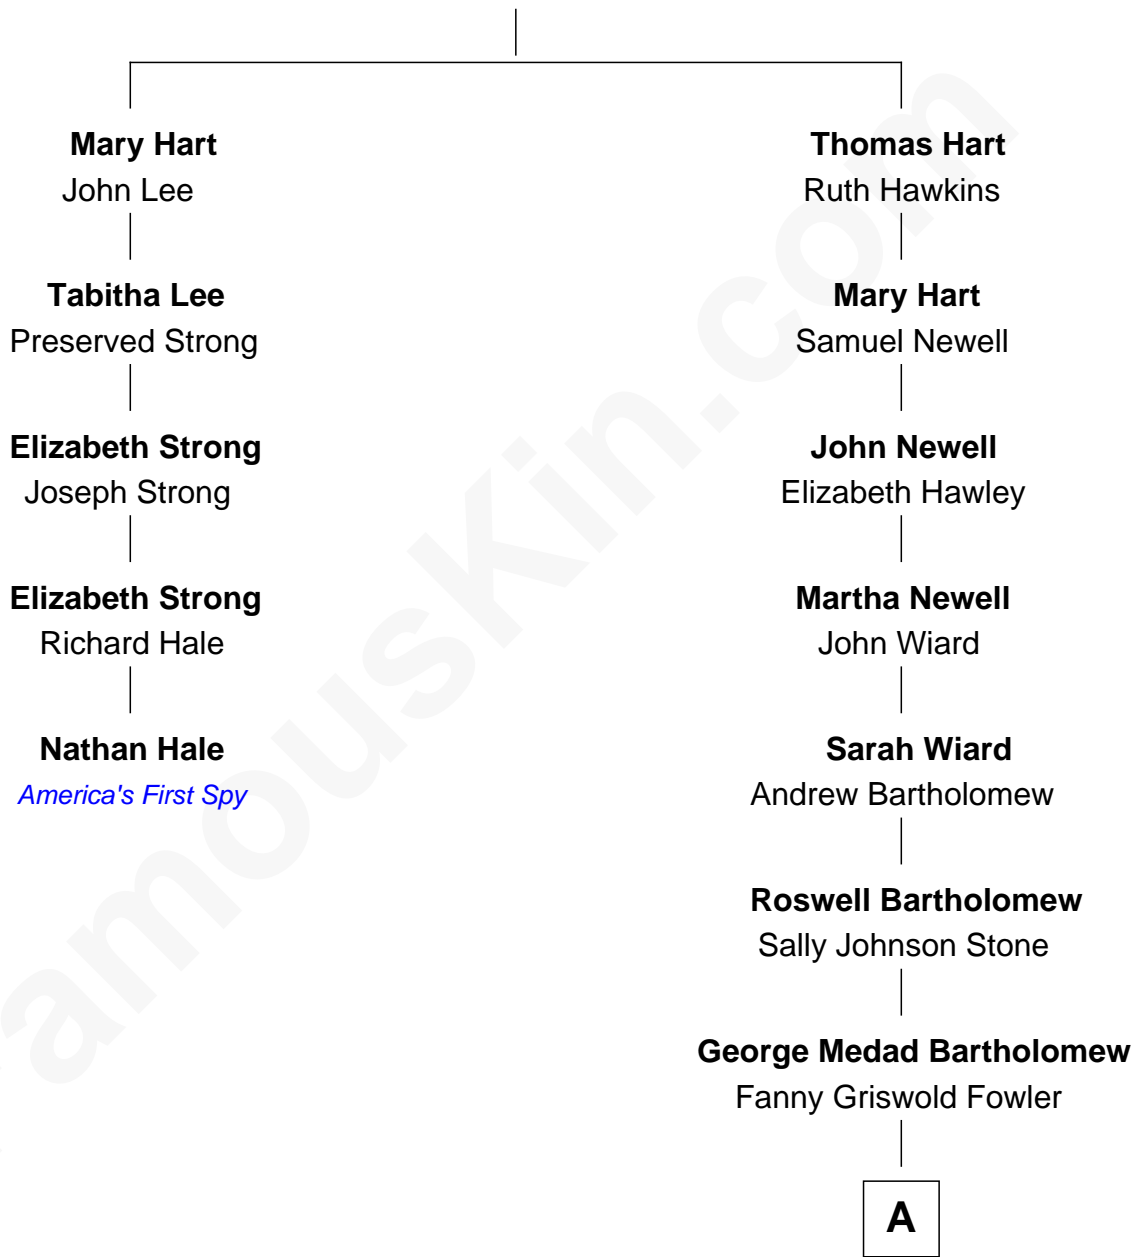 Mary Hart
John Lee
Tabitha Lee
Preserved Strong
Elizabeth Strong
Joseph Strong
Elizabeth Strong
Richard Hale
Nathan Hale
America's First Spy
Thomas Hart
Ruth Hawkins
Mary Hart
Samuel Newell
John Newell
Elizabeth Hawley
Martha Newell
John Wiard
Sarah Wiard
Andrew Bartholomew
Roswell Bartholomew
Sally Johnson Stone
George Medad Bartholomew
Fanny Griswold Fowler
A
amouskin.com